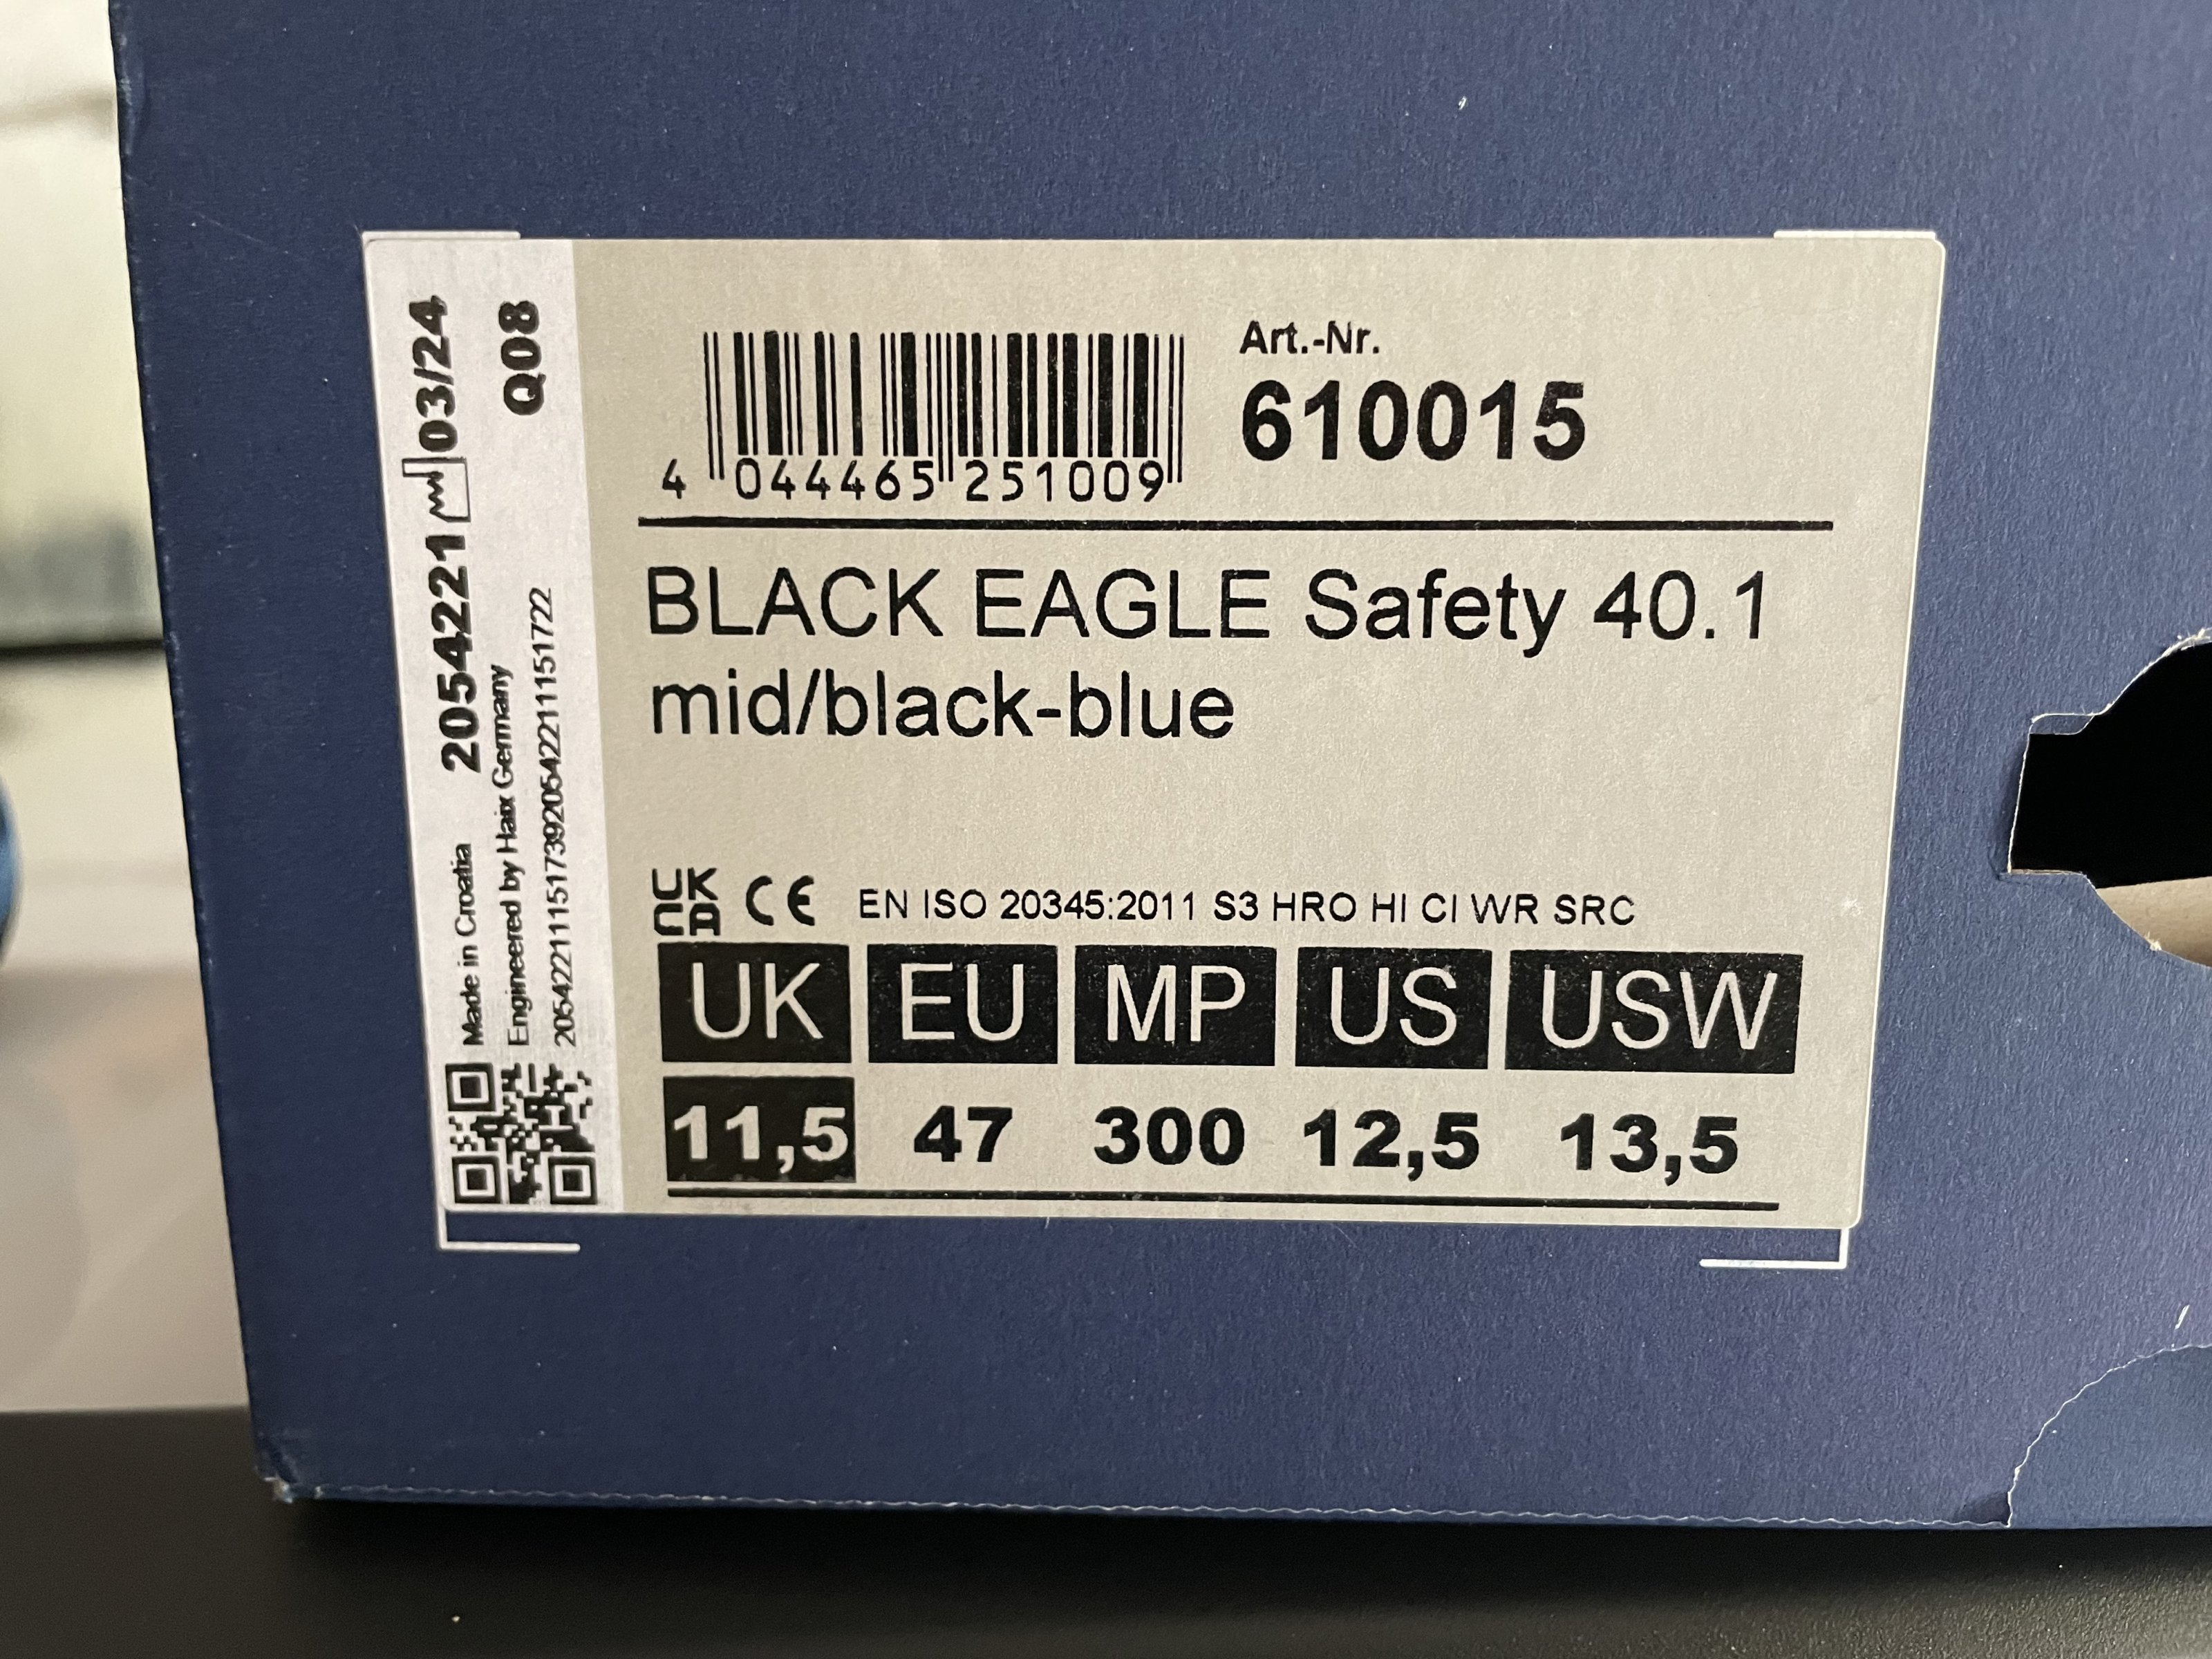 Made in Croatia 2054221 03/24
Engineered by Haix Germany Q08
2054221115173920542211151722
Art.-Nr.
610015
4 044465 251009
BLACK EAGLE Safety 40.1
mid/black-blue
UK CA CE EN ISO 20345:2011 S3 HRO HI CI WR SRC
UK EU MP US USW
11,5 47 300 12,5 13,5